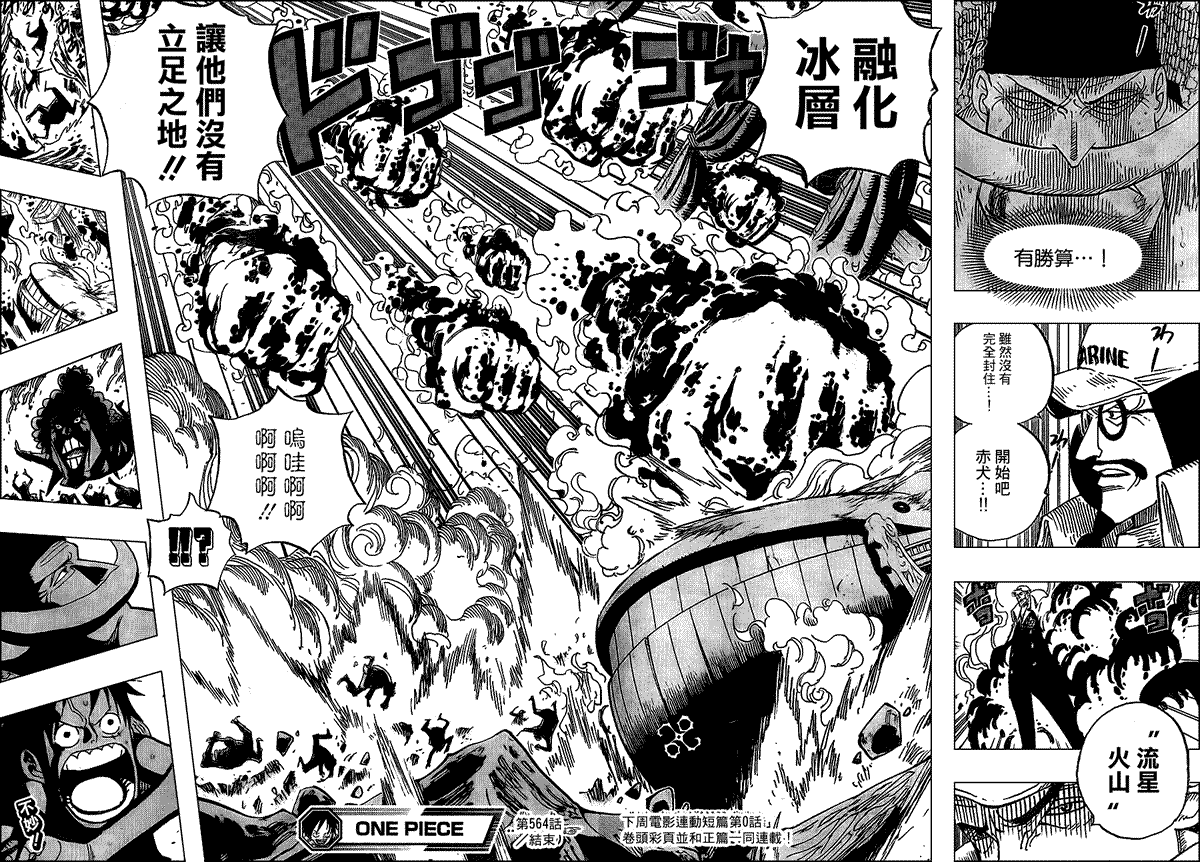 有勝算…！
雖然沒有
完全封住…！
MARINE
開始吧
赤犬…！！
"流星
火山"
融化
冰層
ドゴゴゴォ
讓他們沒有
立足之地！！
嗚哇啊啊
啊啊啊！！
！！？
不妙！
ONE PIECE
第564話
結束
下周電影連動短篇第0話，
卷頭彩頁並和正篇一同連載！